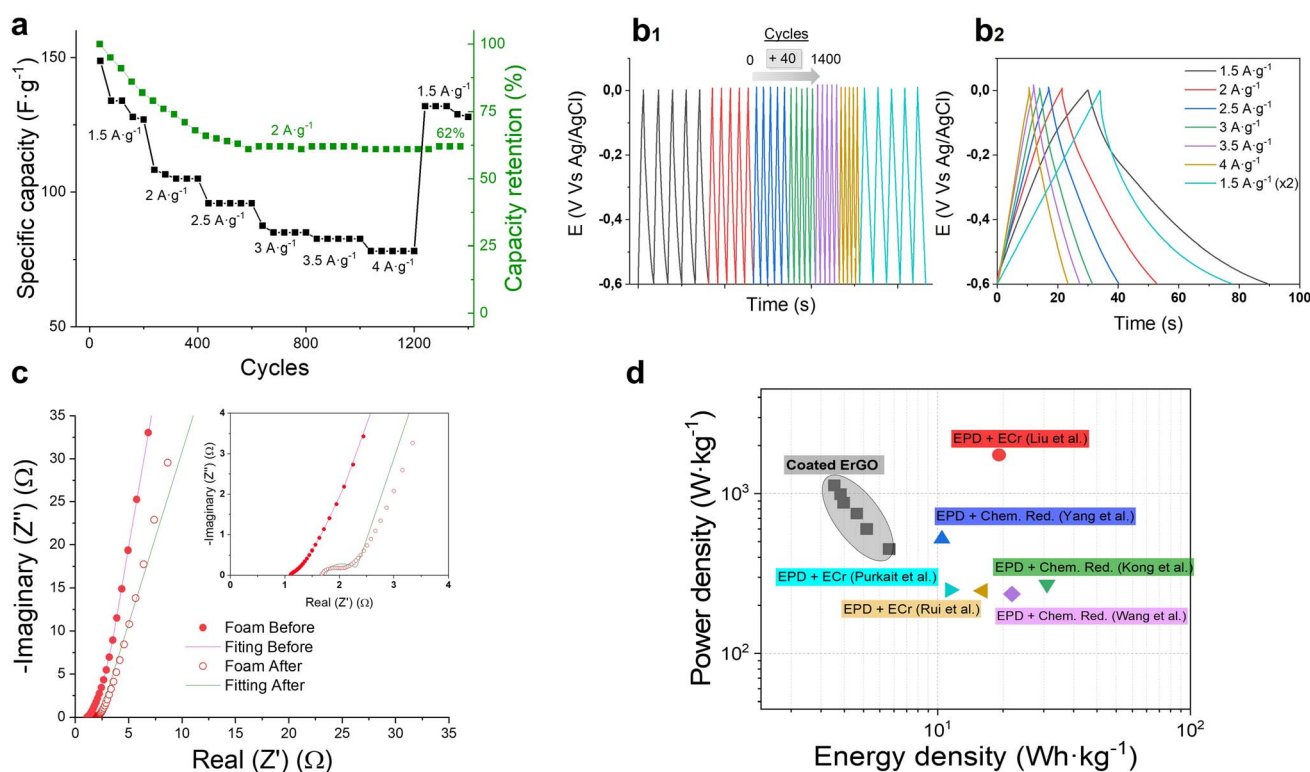 a
Specific capacity (F·g⁻¹)
150
100
50
0
400
800
1200
Cycles
1.5 A·g⁻¹
2 A·g⁻¹
2.5 A·g⁻¹
3 A·g⁻¹
3.5 A·g⁻¹
4 A·g⁻¹
1.5 A·g⁻¹
2 A·g⁻¹
62%
100
75
50
25
0
Capacity retention (%)
b1
Cycles
0 + 40 1400
E (V Vs Ag/AgCl)
0,0
-0,2
-0,4
-0,6
Time (s)
b2
E (V Vs Ag/AgCl)
0,0
-0,2
-0,4
-0,6
0 20 40 60 80 100
Time (s)
1.5 A·g⁻¹
2 A·g⁻¹
2.5 A·g⁻¹
3 A·g⁻¹
3.5 A·g⁻¹
4 A·g⁻¹
1.5 A·g⁻¹ (x2)
c
-Imaginary (Z'') (Ω)
35
30
25
20
15
10
5
0
0 5 10 15 20 25 30 35
Real (Z') (Ω)
-Imaginary (Z'') (Ω)
4
3
2
1
0
0 1 2 3 4
Real (Z') (Ω)
Foam Before
Fiting Before
Foam After
Fitting After
d
Power density (W·kg⁻¹)
10³
10²
10¹
10²
Energy density (Wh·kg⁻¹)
EPD + ECr (Liu et al.)
Coated ErGO
EPD + Chem. Red. (Yang et al.)
EPD + ECr (Purkait et al.)
EPD + Chem. Red. (Kong et al.)
EPD + ECr (Rui et al.)
EPD + Chem. Red. (Wang et al.)